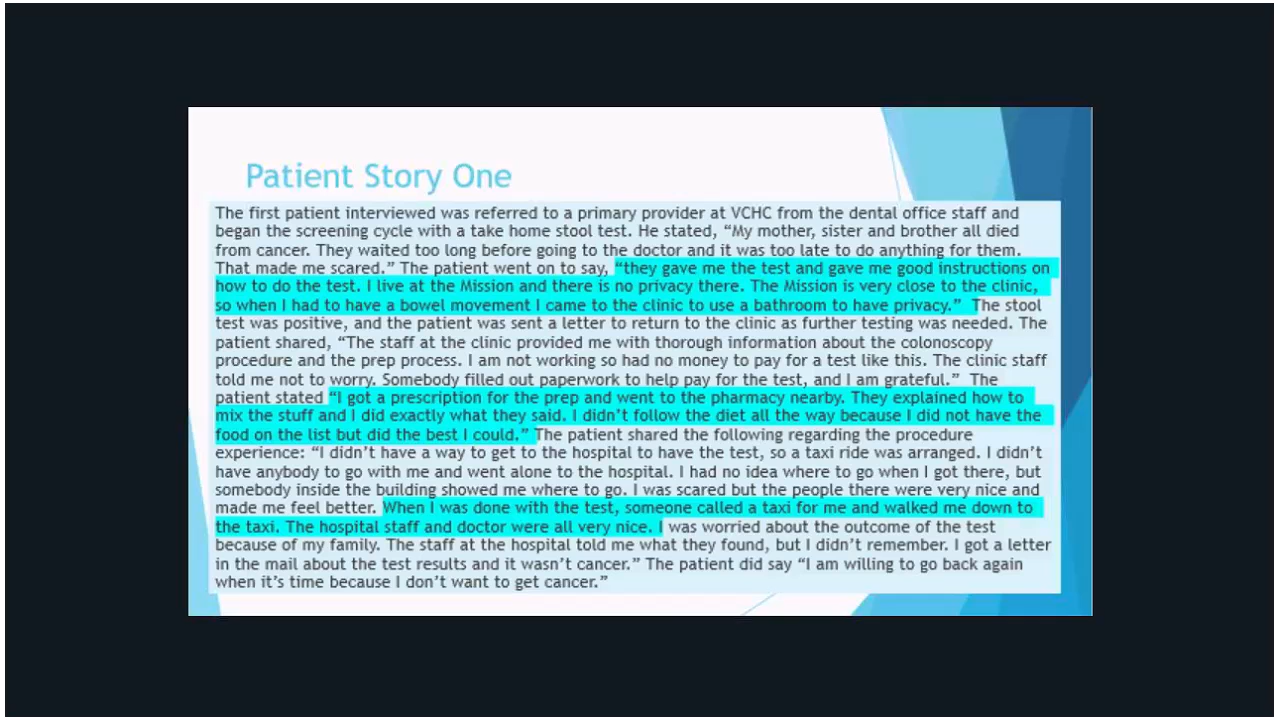 Patient Story One
The first patient interviewed was referred to a primary provider at VCHC from the dental office staff and
began the screening cycle with a take home stool test. He stated, “My mother, sister and brother all died
from cancer. They waited too long before going to the doctor and it was too late to do anything for them.
That made me scared.” The patient went on to say, “they gave me the test and gave me good instructions on
how to do the test. I live at the Mission and there is no privacy there. The Mission is very close to the clinic,
so when I had to have a bowel movement I came to the clinic to use a bathroom to have privacy.” The stool
test was positive, and the patient was sent a letter to return to the clinic as further testing was needed. The
patient shared, “The staff at the clinic provided me with thorough information about the colonoscopy
procedure and the prep process. I am not working so had no money to pay for a test like this. The clinic staff
told me not to worry. Somebody filled out paperwork to help pay for the test, and I am grateful.” The
patient stated “I got a prescription for the prep and went to the pharmacy nearby. They explained how to
mix the stuff and I did exactly what they said. I didn’t follow the diet all the way because I did not have the
food on the list but did the best I could.” The patient shared the following regarding the procedure
experience: “I didn’t have a way to get to the hospital to have the test, so a taxi ride was arranged. I didn’t
have anybody to go with me and went alone to the hospital. I had no idea where to go when I got there, but
somebody inside the building showed me where to go. I was scared but the people there were very nice and
made me feel better. When I was done with the test, someone called a taxi for me and walked me down to
the taxi. The hospital staff and doctor were all very nice. I was worried about the outcome of the test
because of my family. The staff at the hospital told me what they found, but I didn’t remember. I got a letter
in the mail about the test results and it wasn’t cancer.” The patient did say “I am willing to go back again
when it’s time because I don’t want to get cancer.”